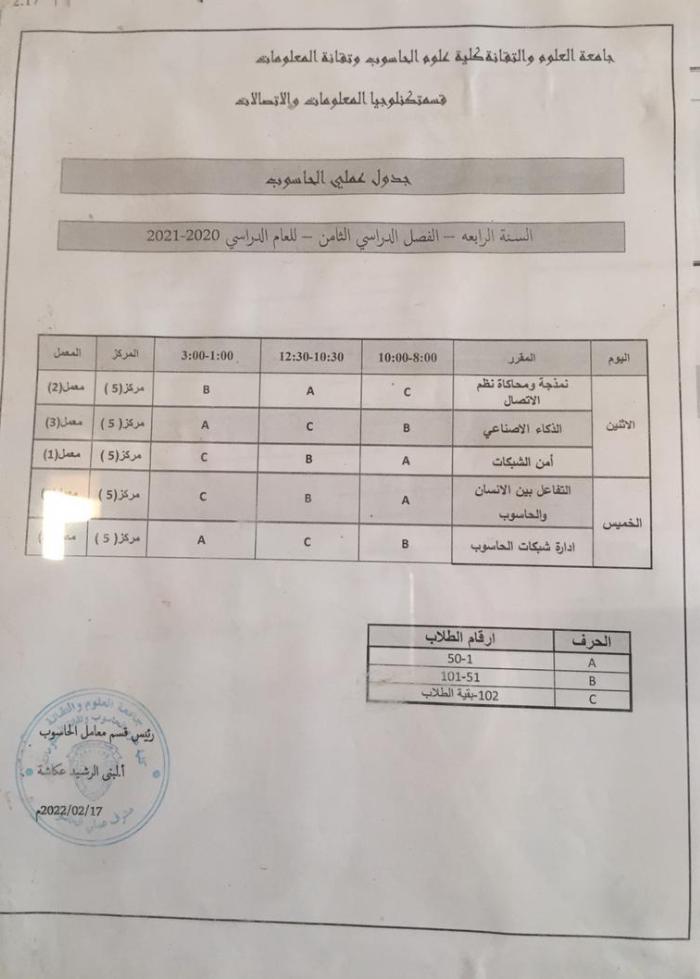 جامعة العلوم والتقانة كلية علوم الحاسوب وتقانة المعلومات
قسم تكنلوجيا المعلومات والاتصالات
جدول عملي الحاسوب
السنة الرابعه – الفصل الدراسي الثامن – للعام الدراسي 2020-2021
اليوم المقرر 8:00-10:00 10:30-12:30 1:00-3:00 المركز المعمل
الاثنين نمذجة ومحاكاة نظم الاتصال C A B مركز(5) معمل(2)
الذكاء الاصناعي B C A مركز(5) معمل(3)
أمن الشبكات A B C مركز(5) معمل(1)
الخميس التفاعل بين الانسان والحاسوب A B C مركز(5)
ادارة شبكات الحاسوب B C A مركز(5)
الحرف ارقام الطلاب
A 1-50
B 51-101
C 102-بقية الطلاب
جامعة العلوم والتقانة
رئيس قسم معامل الحاسوب
أ.لبنى الرشيد عكاشة
2022/02/17م